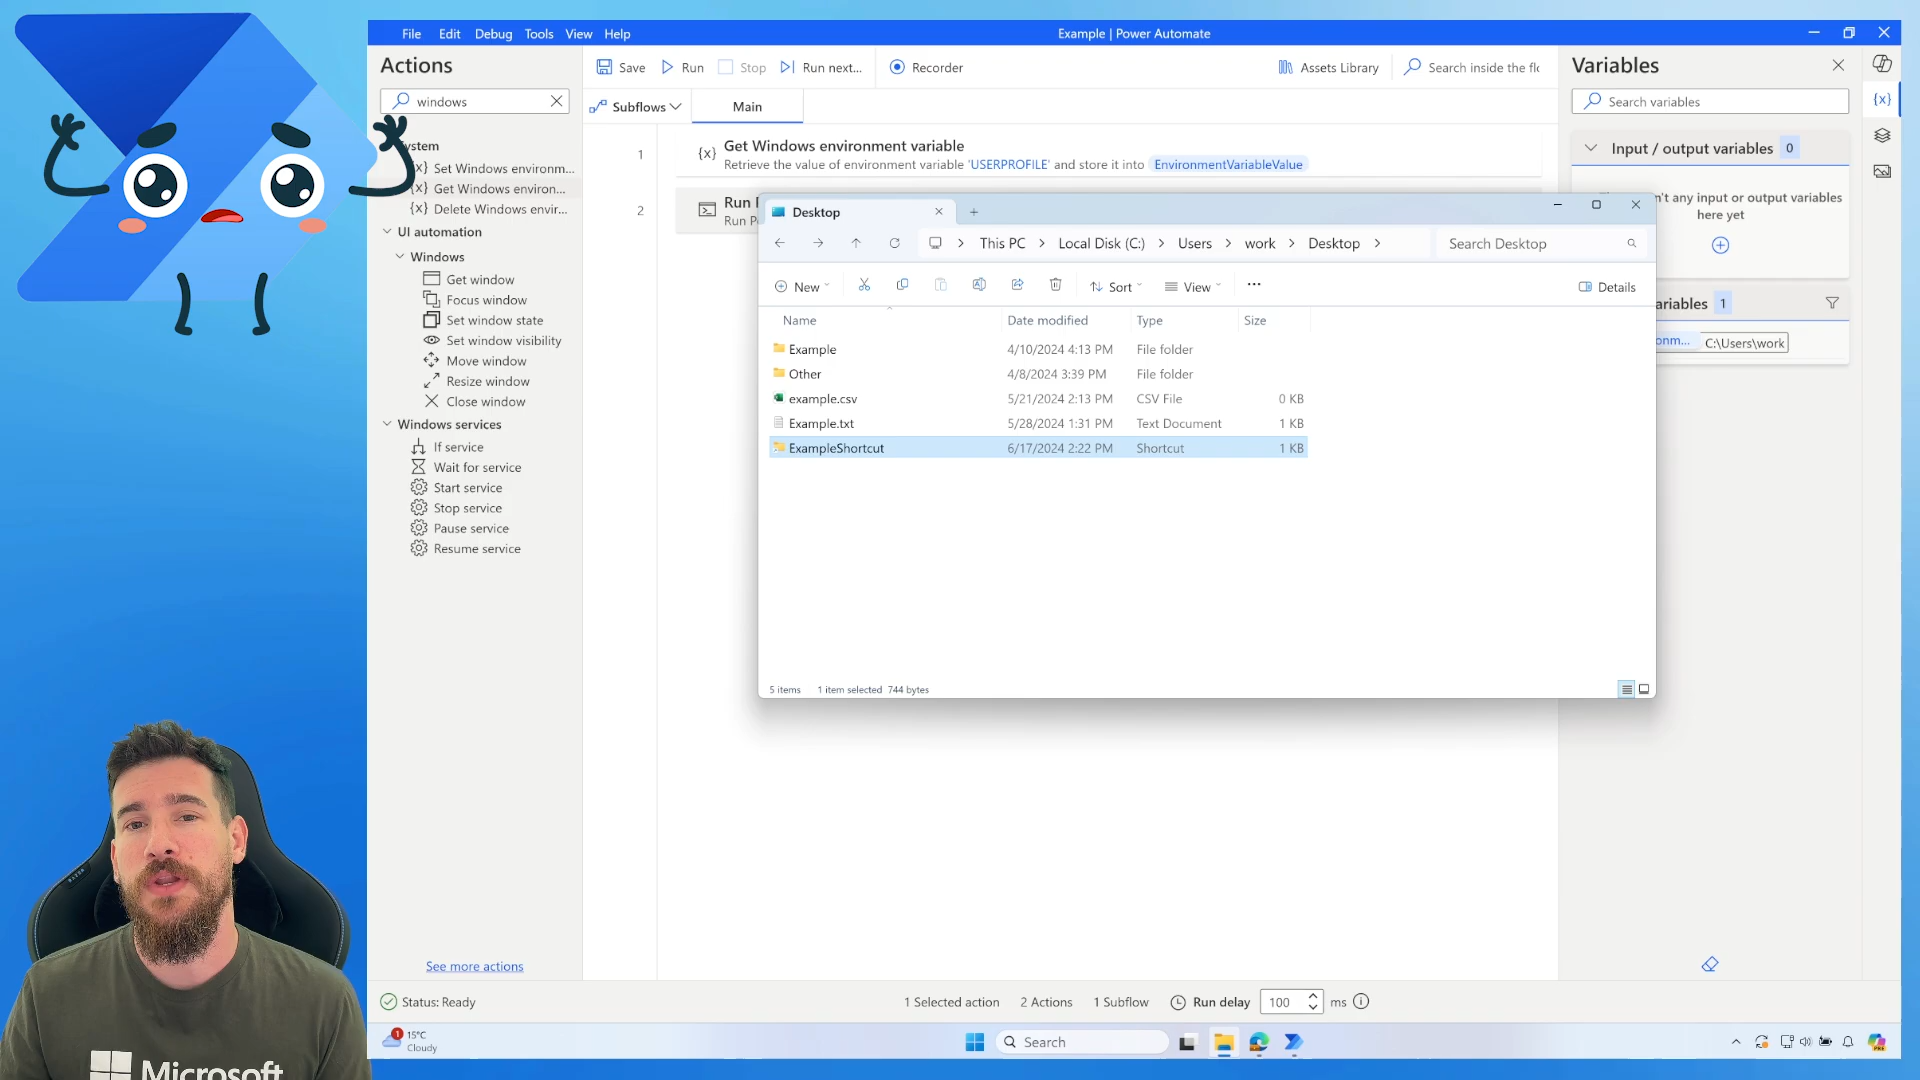 File Edit Debug Tools View Help
Example | Power Automate
Actions
windows
ystem
Set Windows environm...
Get Windows environ...
Delete Windows envir...
UI automation
Windows
Get window
Focus window
Set window state
Set window visibility
Move window
Resize window
Close window
Windows services
If service
Wait for service
Start service
Stop service
Pause service
Resume service
See more actions
Save Run Stop Run next... Recorder
Assets Library Search inside the flo
Subflows Main
1
Get Windows environment variable
Retrieve the value of environment variable 'USERPROFILE' and store it into EnvironmentVariableValue
2
Run P
Run Po
Desktop
This PC > Local Disk (C:) > Users > work > Desktop >
Search Desktop
New Sort View ... Details
Name Date modified Type Size
Example 4/10/2024 4:13 PM File folder
Other 4/8/2024 3:39 PM File folder
example.csv 5/21/2024 2:13 PM CSV File 0 KB
Example.txt 5/28/2024 1:31 PM Text Document 1 KB
ExampleShortcut 6/17/2024 2:22 PM Shortcut 1 KB
5 items 1 item selected 744 bytes
Variables
Search variables
Input / output variables 0
n't any input or output variables
here yet
ariables 1
onm... C:\Users\work
Status: Ready
1 Selected action 2 Actions 1 Subflow Run delay 100 ms
1
15°C
Cloudy
Search
PRE
RAZER
Microsoft